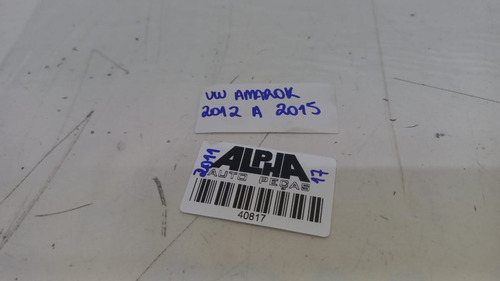 VW AMAROK
2012 A 2015
2011
ALPHA
17
AUTO PEÇAS
40817